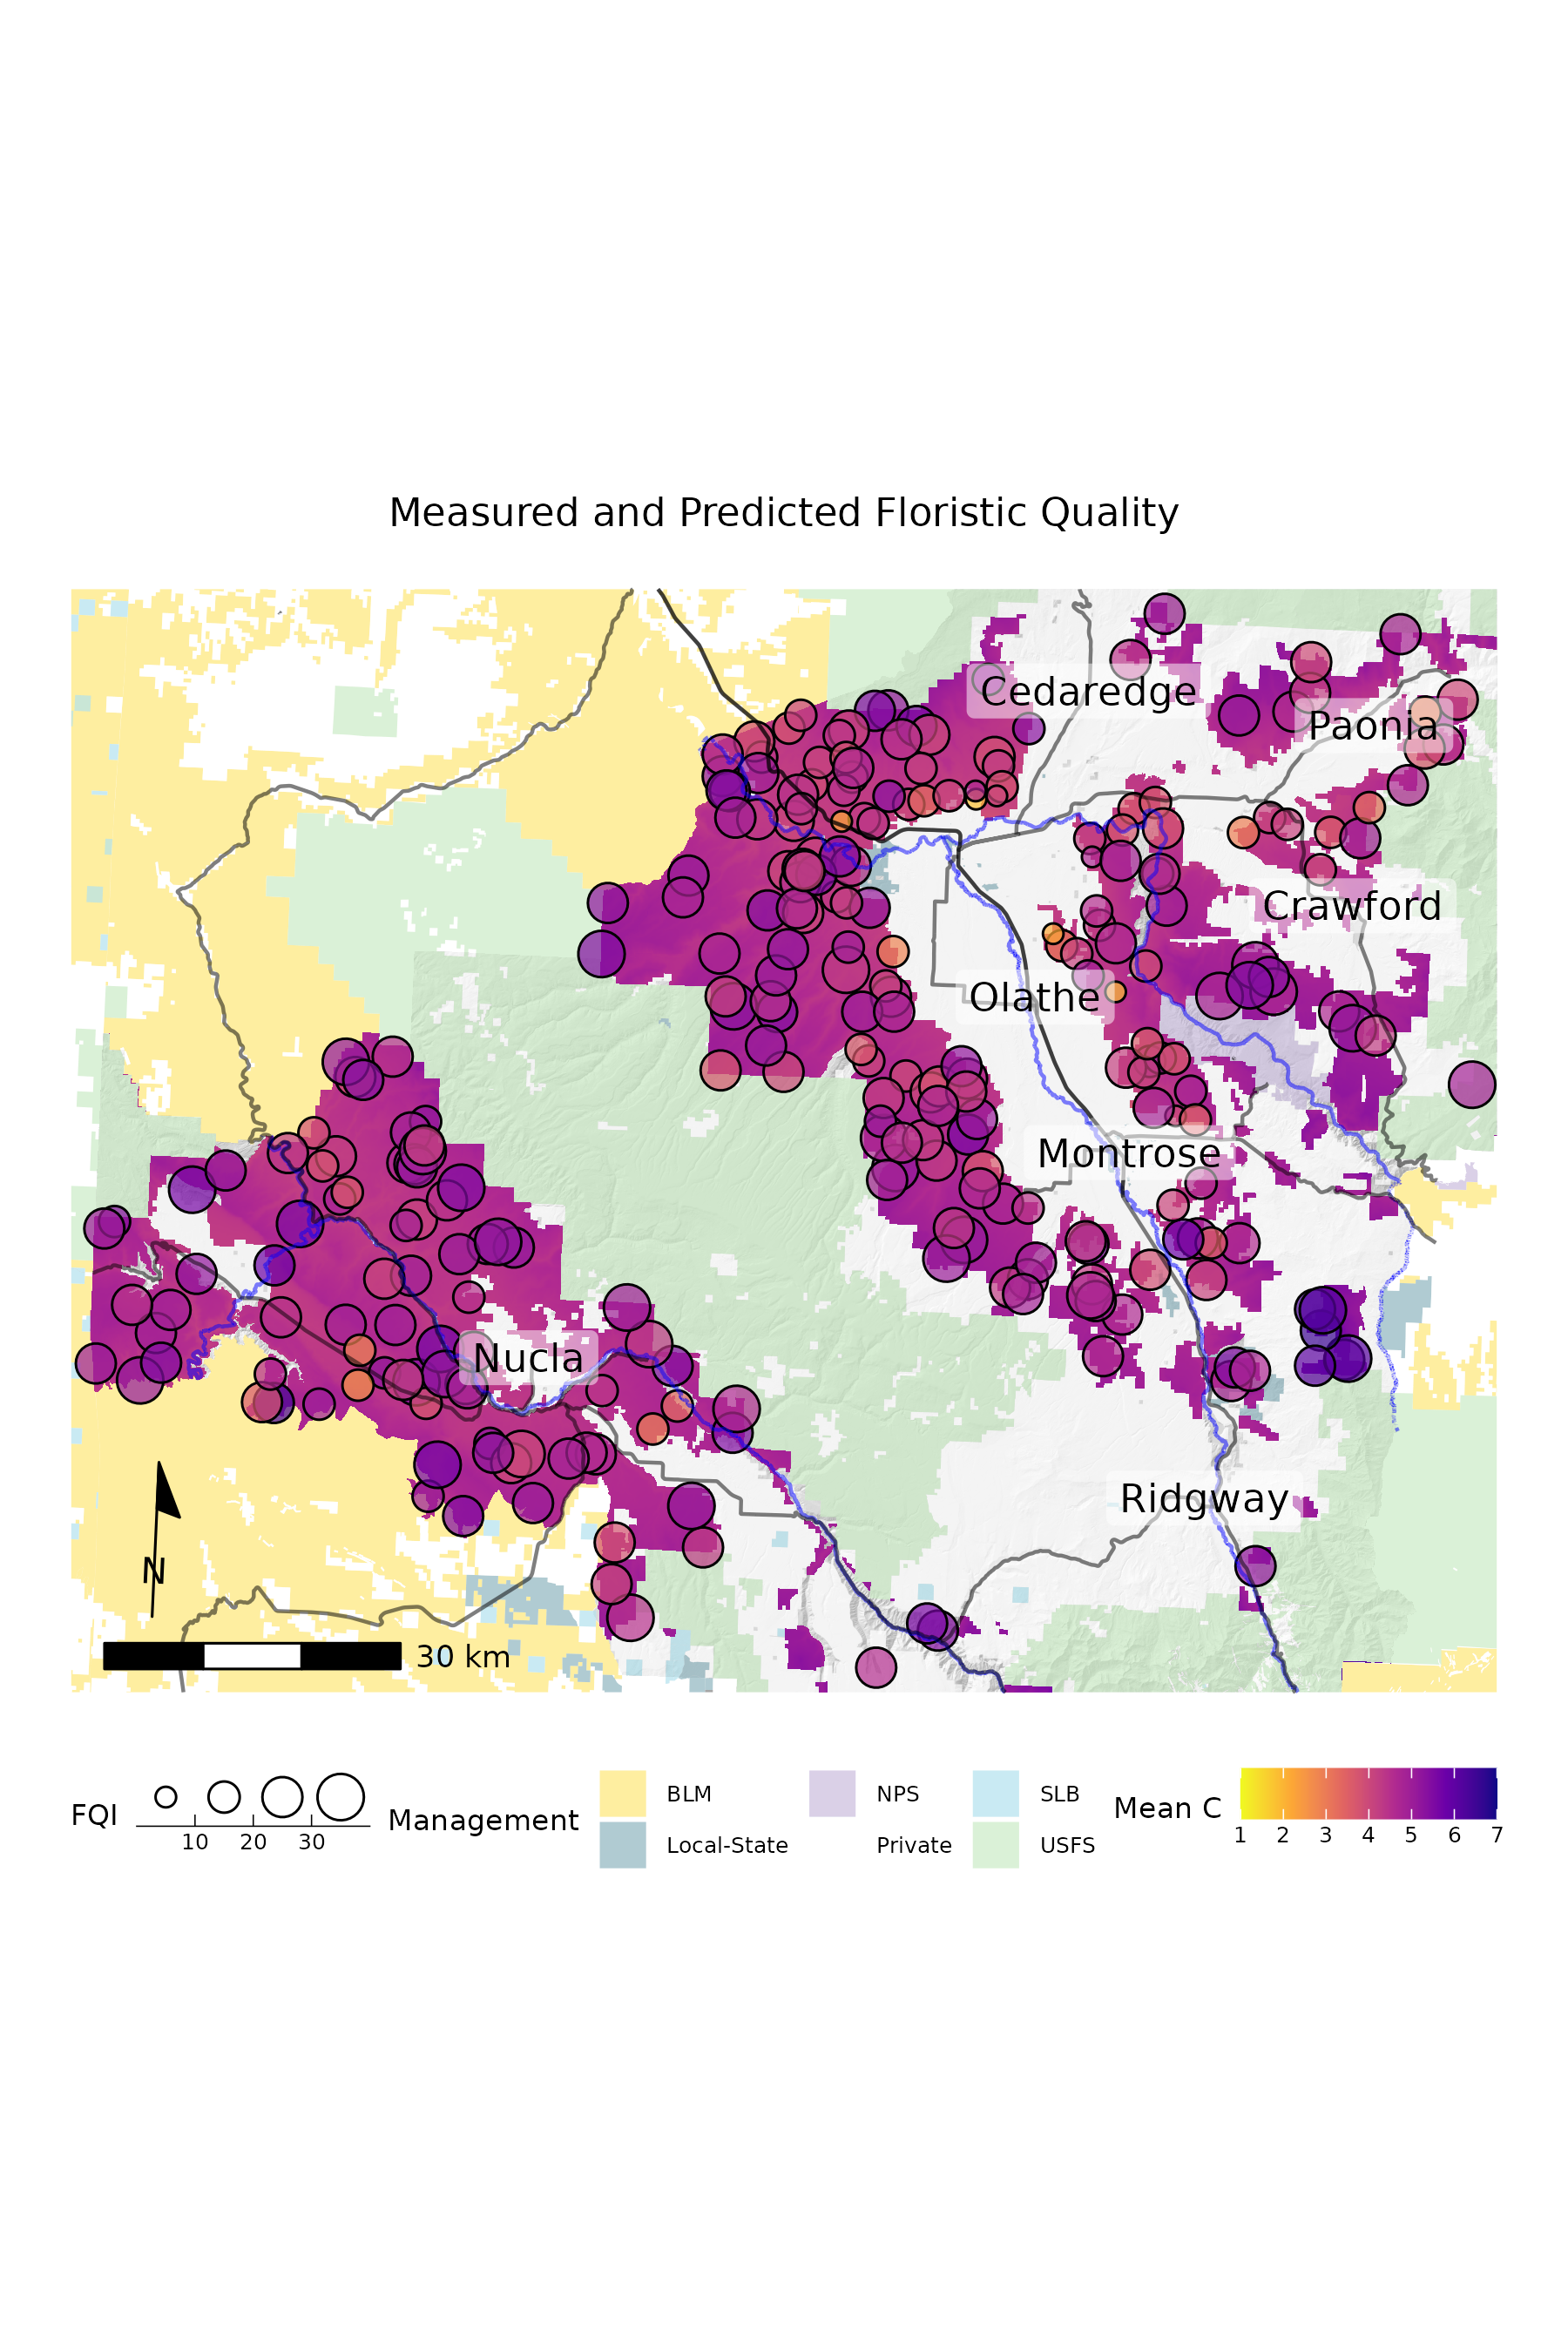 Measured and Predicted Floristic Quality
Cedaredge
Paonia
Crawford
Olathe
Montrose
Nucla
Ridgway
N
30 km
FQI
10 20 30
Management
BLM
Local-State
NPS
Private
SLB
USFS
Mean C
1 2 3 4 5 6 7